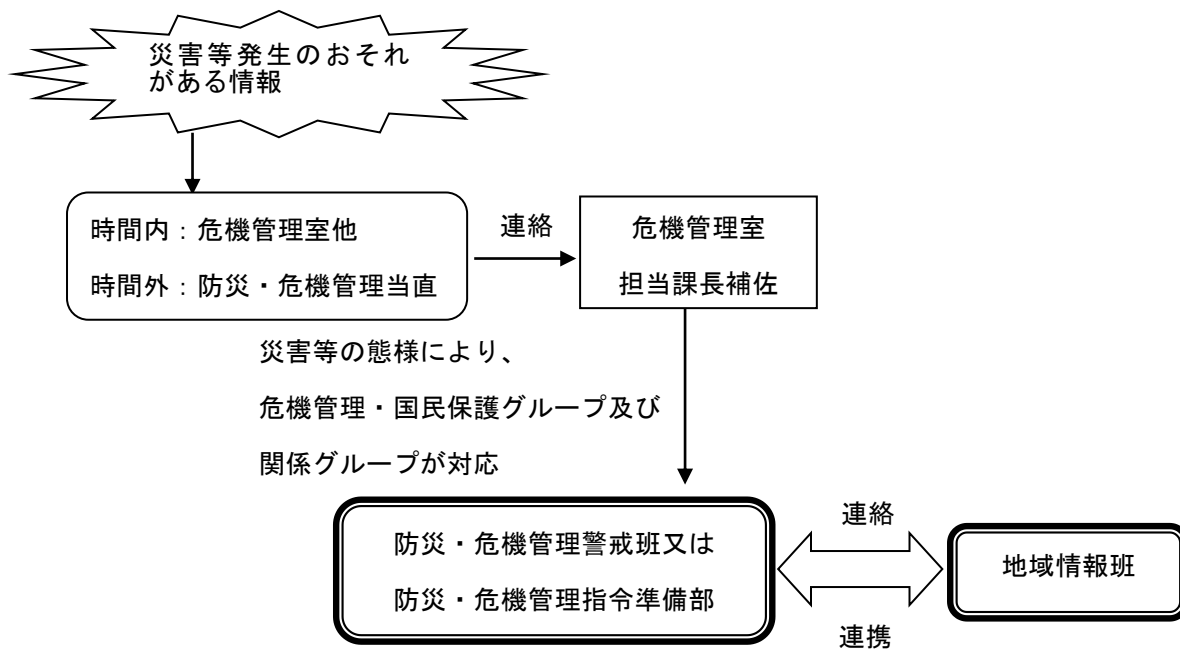 災害等発生のおそれ
がある情報
時間内：危機管理室他
時間外：防災・危機管理当直
連絡
危機管理室
担当課長補佐
災害等の態様により、
危機管理・国民保護グループ及び
関係グループが対応
防災・危機管理警戒班又は
防災・危機管理指令準備部
連絡
連携
地域情報班